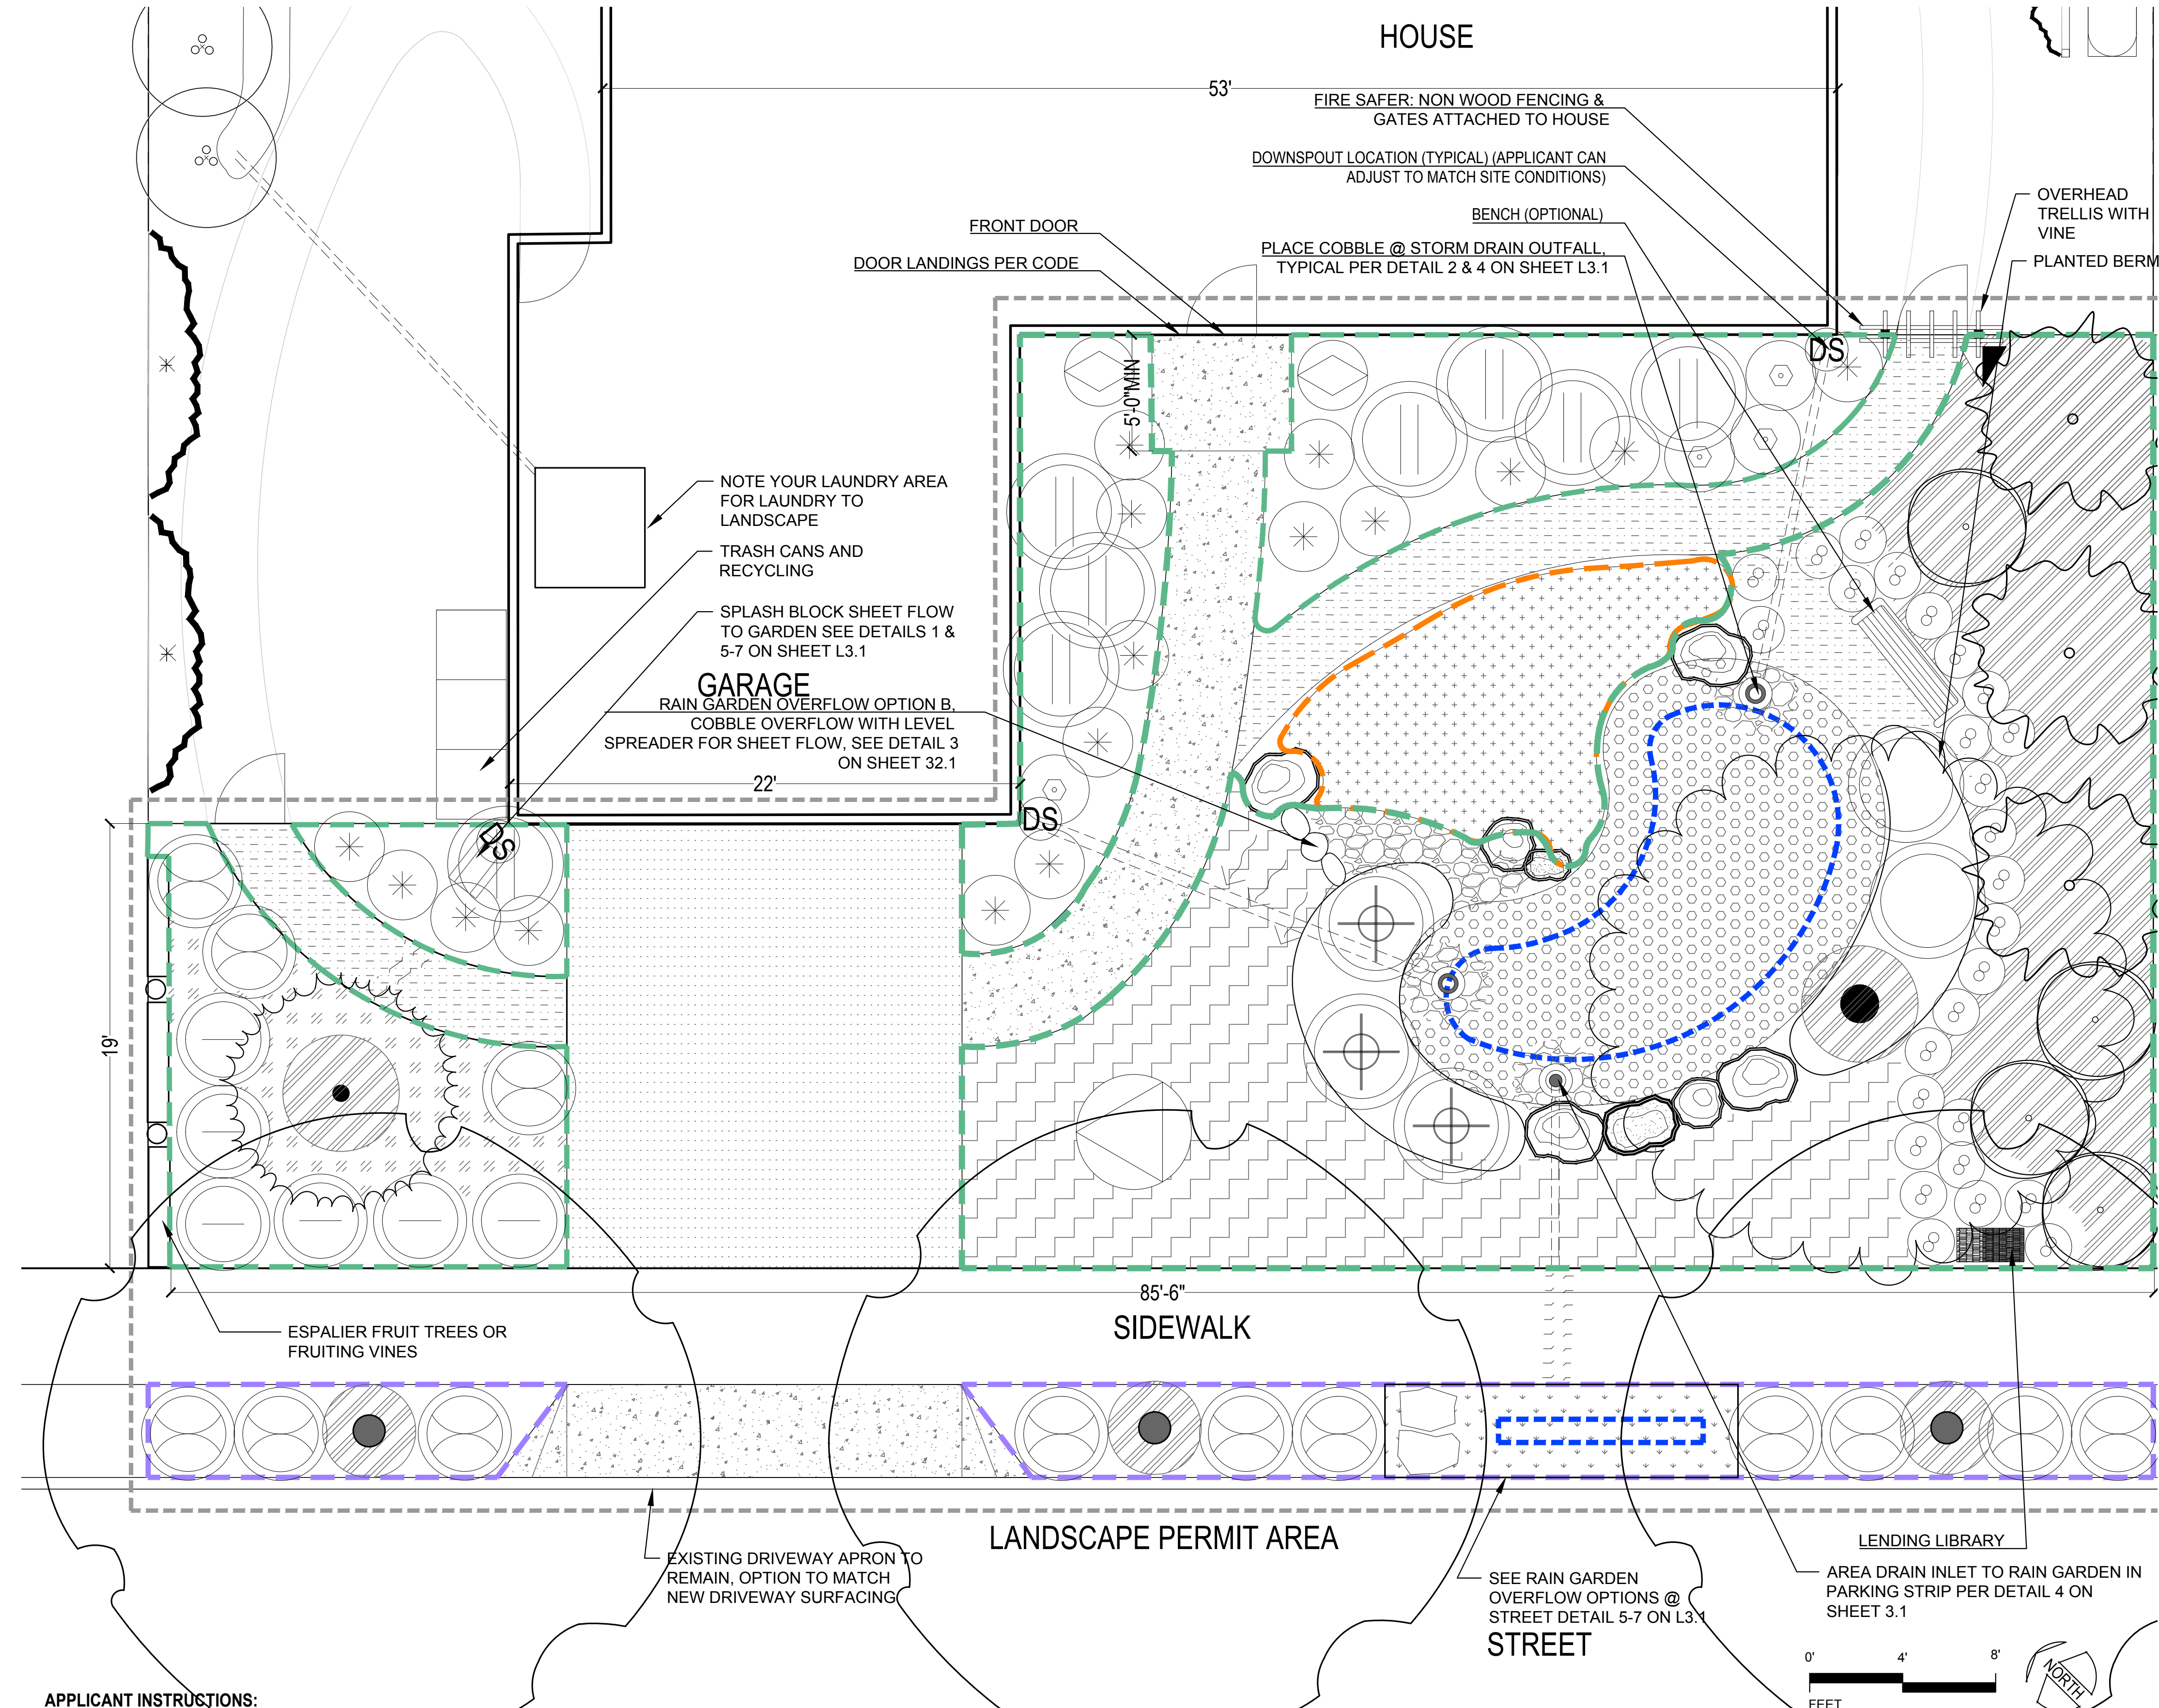 HOUSE
53'
FIRE SAFER: NON WOOD FENCING &
GATES ATTACHED TO HOUSE
DOWNSPOUT LOCATION (TYPICAL) (APPLICANT CAN
ADJUST TO MATCH SITE CONDITIONS)
BENCH (OPTIONAL)
PLACE COBBLE @ STORM DRAIN OUTFALL,
TYPICAL PER DETAIL 2 & 4 ON SHEET L3.1
FRONT DOOR
DOOR LANDINGS PER CODE
OVERHEAD
TRELLIS WITH
VINE
PLANTED BERM
DS
5'-0"MIN
NOTE YOUR LAUNDRY AREA
FOR LAUNDRY TO
LANDSCAPE
TRASH CANS AND
RECYCLING
SPLASH BLOCK SHEET FLOW
TO GARDEN SEE DETAILS 1 &
5-7 ON SHEET L3.1
GARAGE
RAIN GARDEN OVERFLOW OPTION B,
COBBLE OVERFLOW WITH LEVEL
SPREADER FOR SHEET FLOW, SEE DETAIL 3
ON SHEET 32.1
22'
DS
DS
19'
85'-6"
SIDEWALK
ESPALIER FRUIT TREES OR
FRUITING VINES
LANDSCAPE PERMIT AREA
EXISTING DRIVEWAY APRON TO
REMAIN, OPTION TO MATCH
NEW DRIVEWAY SURFACING
SEE RAIN GARDEN
OVERFLOW OPTIONS @
STREET DETAIL 5-7 ON L3.1
STREET
LENDING LIBRARY
AREA DRAIN INLET TO RAIN GARDEN IN
PARKING STRIP PER DETAIL 4 ON
SHEET 3.1
0' 4' 8'
FEET
NORTH
APPLICANT INSTRUCTIONS: